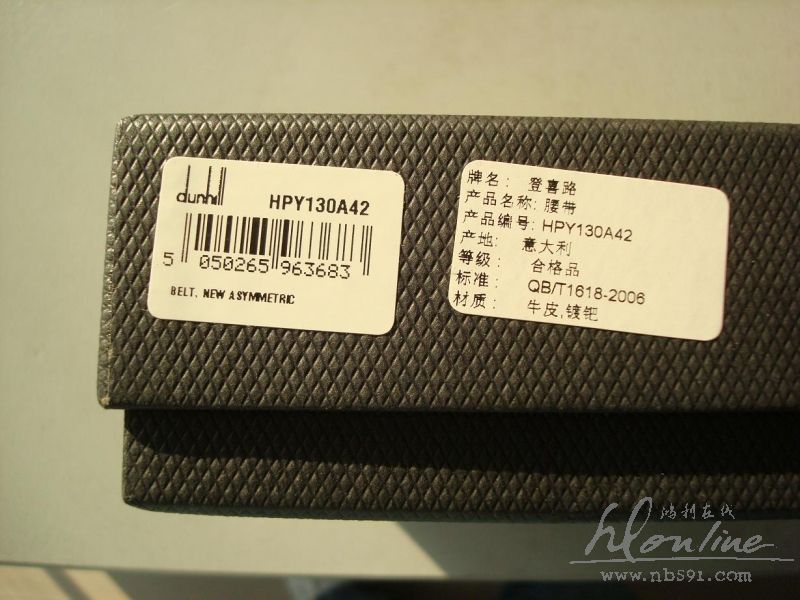 dunhill
HPY130A42
5 050265 963683
BELT, NEW ASYMMETRIC
牌名: 登喜路
产品名称: 腰带
产品编号: HPY130A42
产地: 意大利
等级: 合格品
标准: QB/T1618-2006
材质: 牛皮,镀钯
鸿利在线
hlonline
www.nb591.com